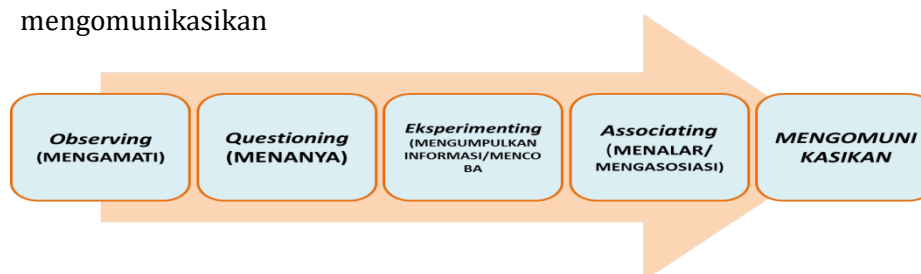 mengomunikasikan
Observing
(MENGAMATI)
Questioning
(MENANYA)
Eksperimenting
(MENGUMPULKAN
INFORMASI/MENCO
BA
Associating
(MENALAR/
MENGASOSIASI)
MENGOMUNI
KASIKAN